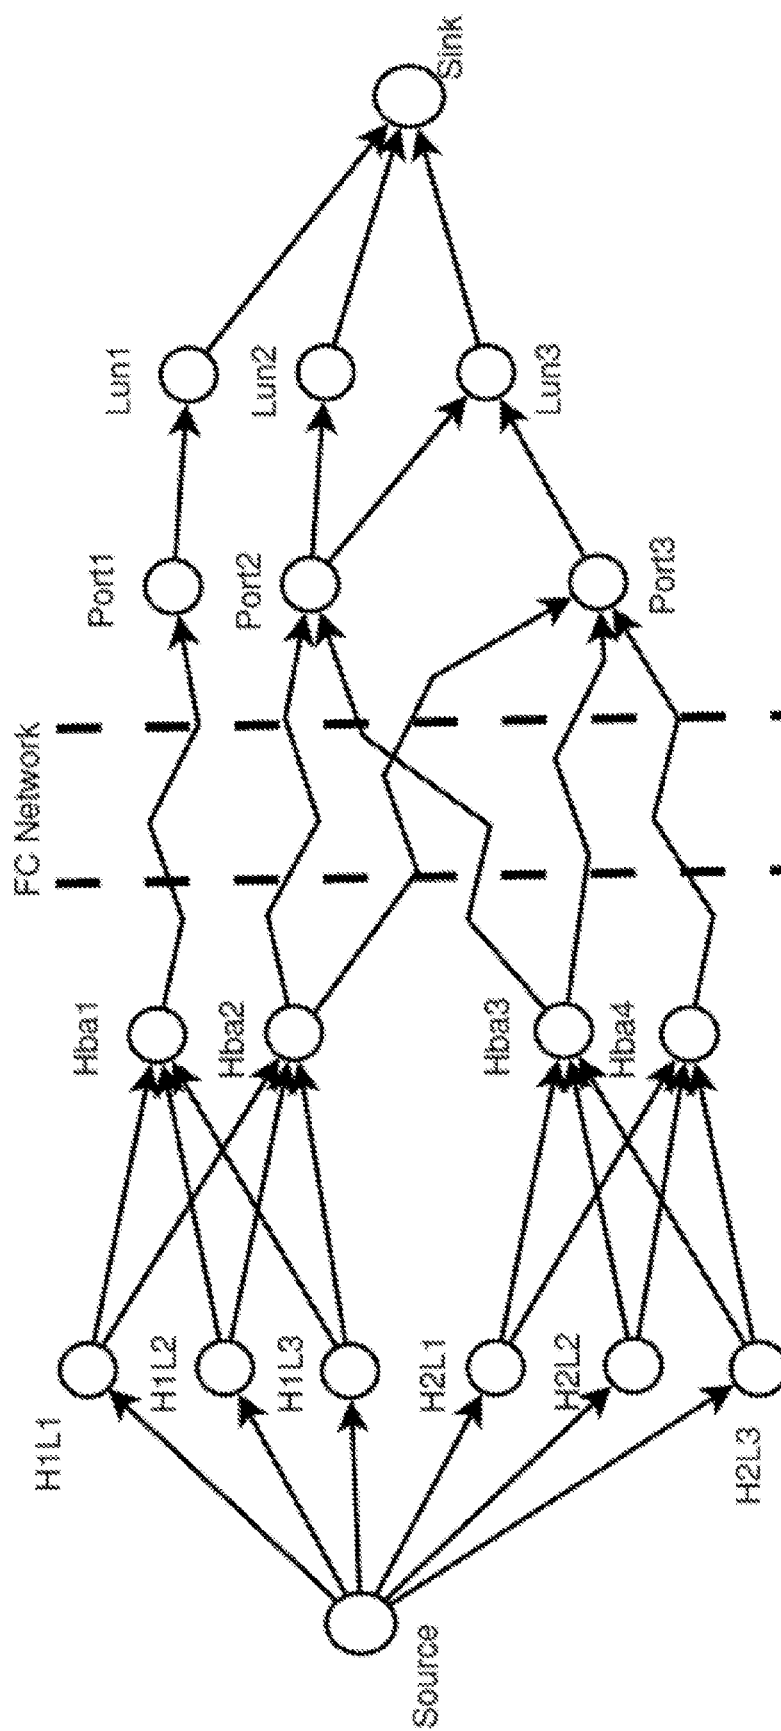 FC Network
Source
H1L1
H1L2
H1L3
H2L1
H2L2
H2L3
Hba1
Hba2
Hba3
Hba4
Port1
Port2
Port3
Lun1
Lun2
Lun3
Sink